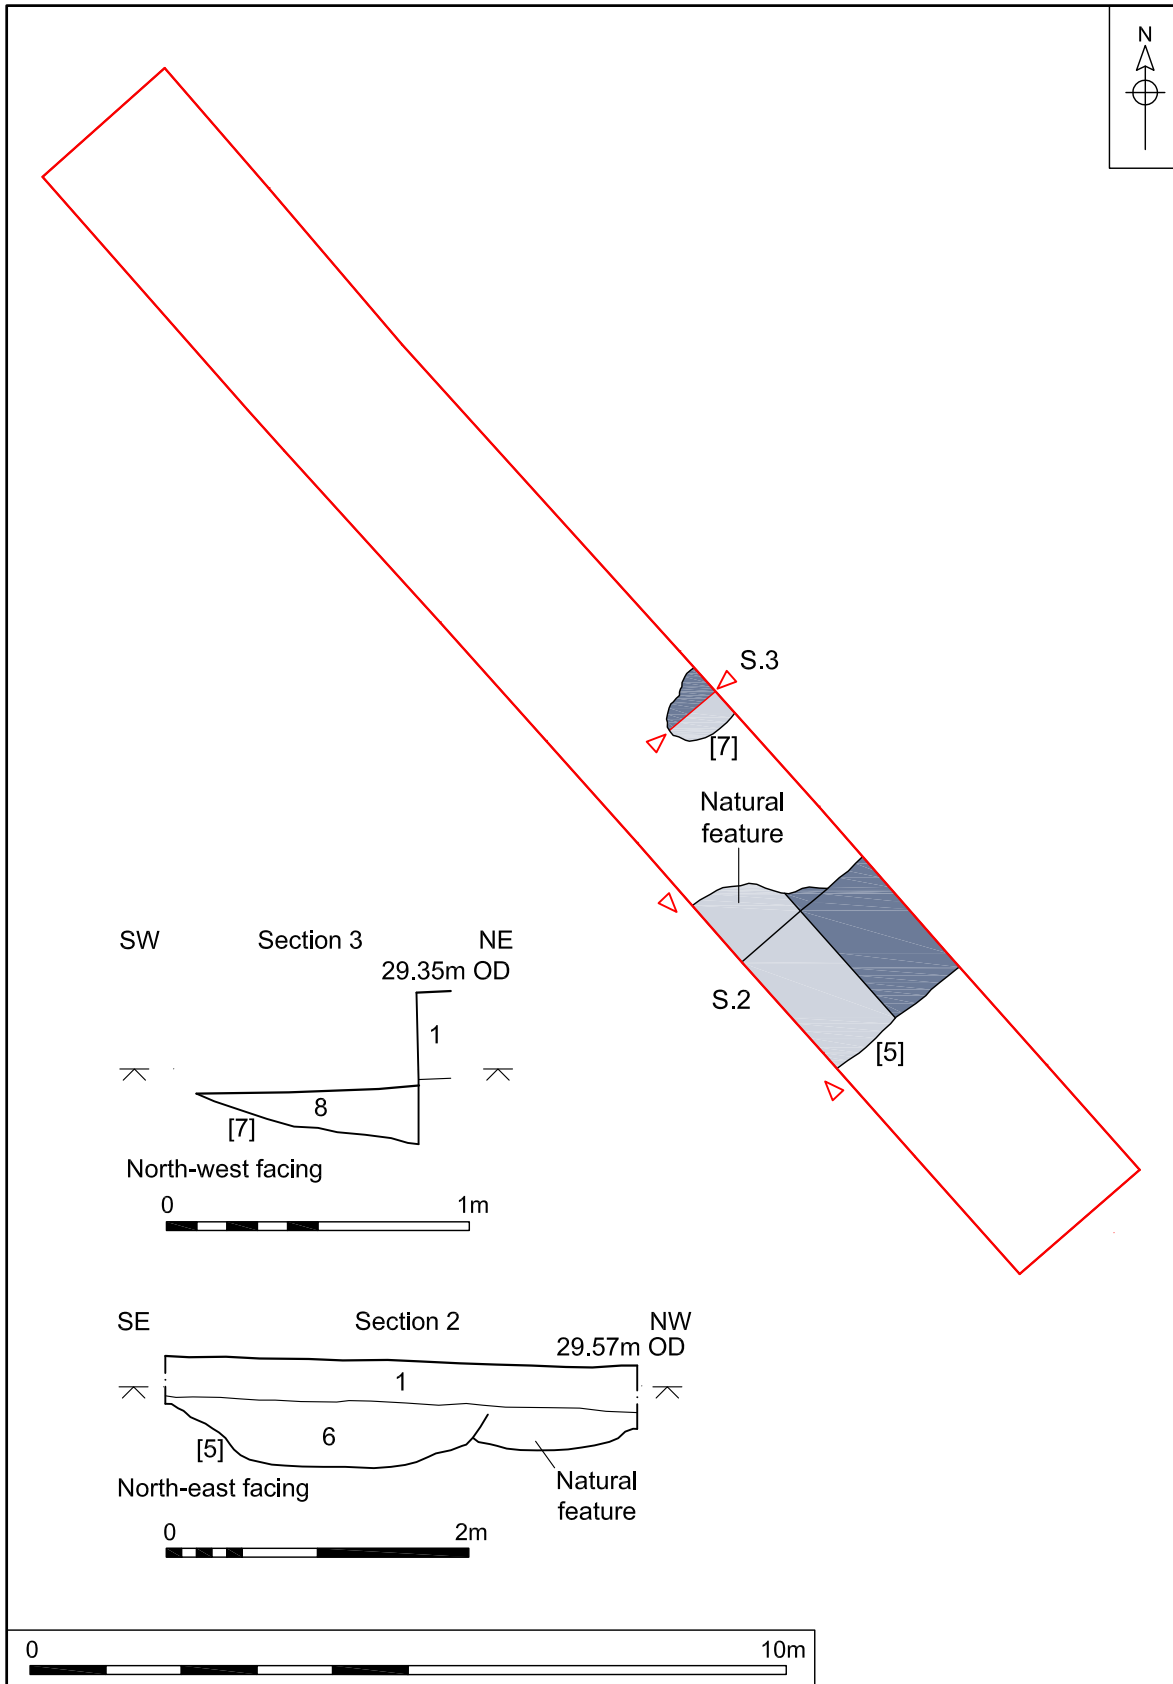 N
S.3
[7]
Natural
feature
S.2
[5]
SW Section 3 NE
29.35m OD
1
8
[7]
North-west facing
0 1m
SE Section 2 NW
29.57m OD
1
6
[5]
North-east facing
Natural
feature
0 2m
0 10m